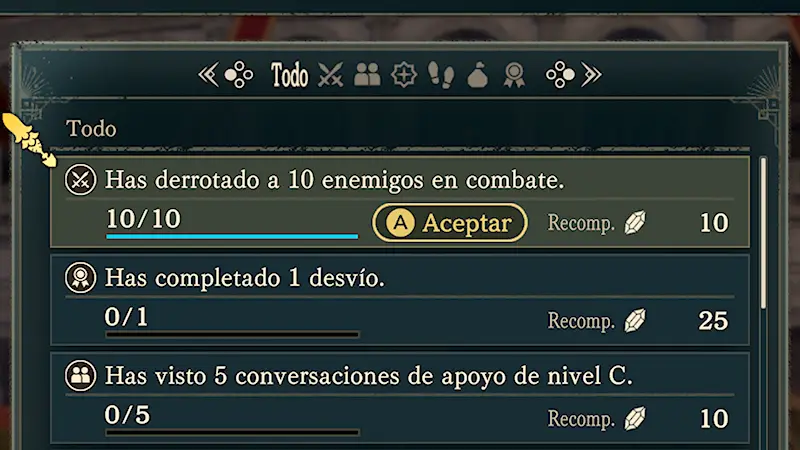 Todo
Todo
Has derrotado a 10 enemigos en combate.
10/10 A Aceptar Recomp. 10
Has completado 1 desvío.
0/1 Recomp. 25
Has visto 5 conversaciones de apoyo de nivel C.
0/5 Recomp. 10